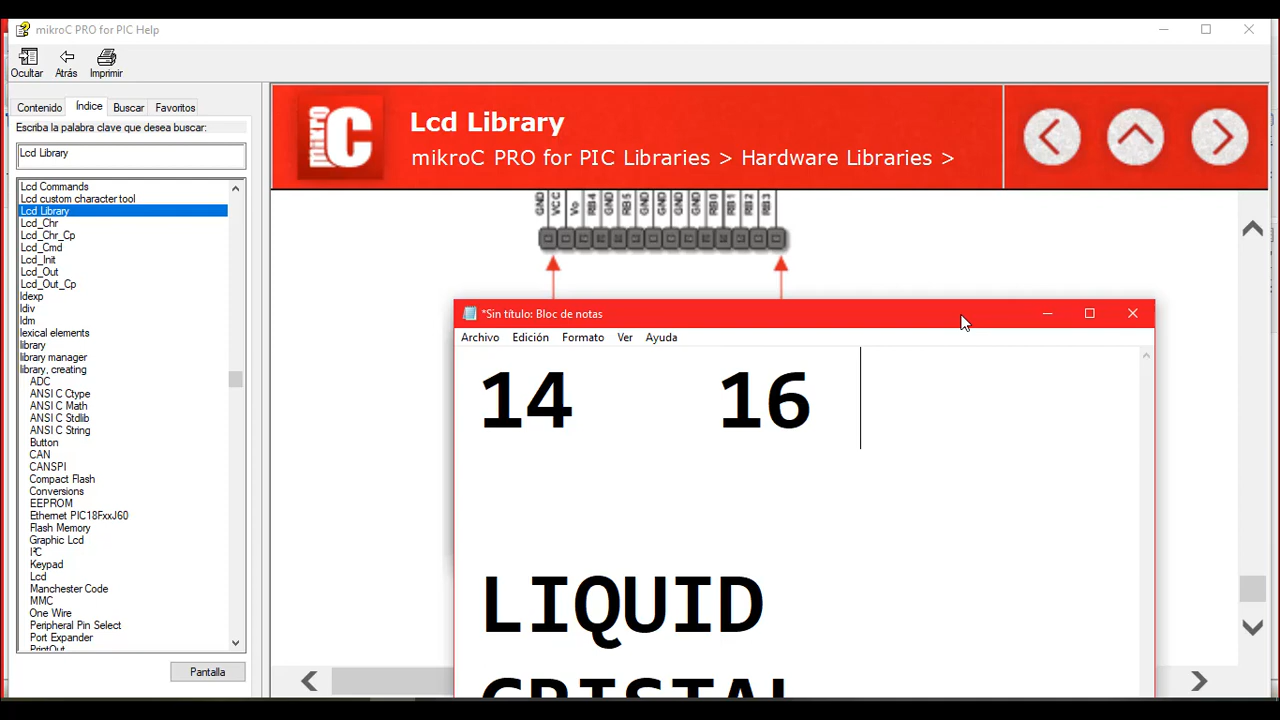 mikroC PRO for PIC Help
Ocultar Atrás Imprimir
Contenido Índice Buscar Favoritos
Escriba la palabra clave que desea buscar:
Lcd Library
Lcd Commands
Lcd custom character tool
Lcd Library
Lcd_Chr
Lcd_Chr_Cp
Lcd_Cmd
Lcd_Init
Lcd_Out
Lcd_Out_Cp
ldexp
ldiv
ldm
lexical elements
library
library manager
library, creating
ADC
ANSI C Ctype
ANSI C Math
ANSI C Stdlib
ANSI C String
Button
CAN
CANSPI
Compact Flash
Conversions
EEPROM
Ethernet PIC18FxxJ60
Flash Memory
Graphic Lcd
I²C
Keypad
Lcd
Manchester Code
MMC
One Wire
Peripheral Pin Select
Port Expander
PrintOut
Pantalla
mikro C
Lcd Library
mikroC PRO for PIC Libraries > Hardware Libraries >
GND VCC Vo RB4 GND RB5 GND GND GND GND RB0 RB1 RB2 RB3
*Sin título: Bloc de notas
Archivo Edición Formato Ver Ayuda
14 16
LIQUID
CRISTAL